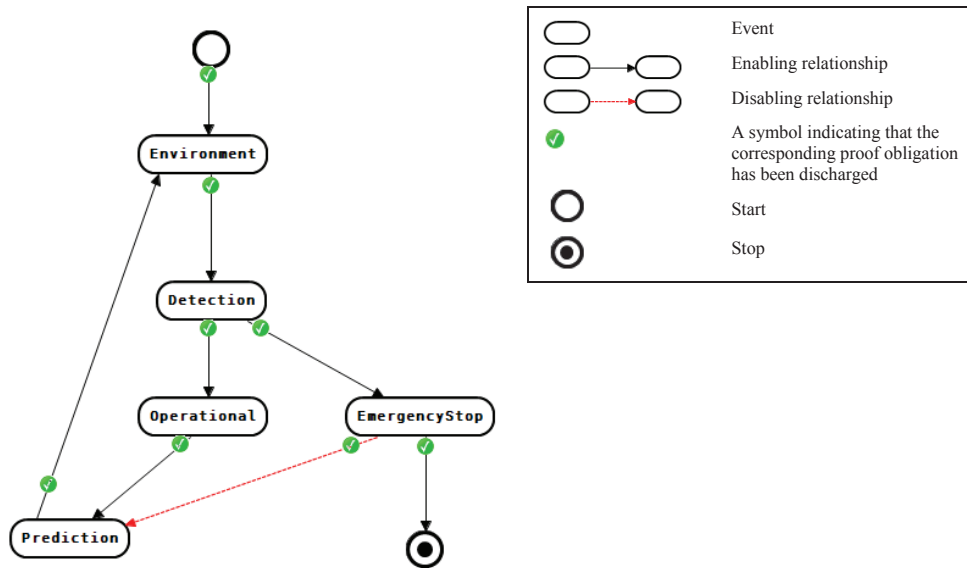 Environment
Detection
Operational
EmergencyStop
Prediction
Event
Enabling relationship
Disabling relationship
A symbol indicating that the
corresponding proof obligation
has been discharged
Start
Stop